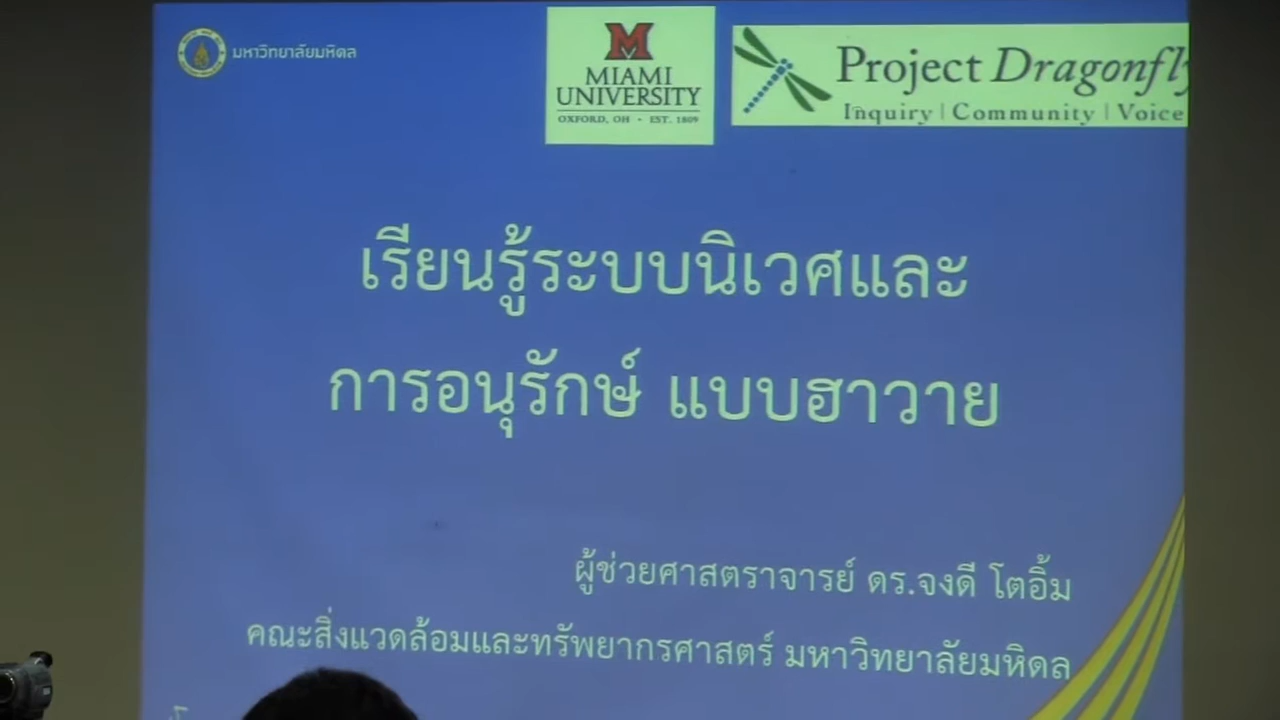 มหาวิทยาลัยมหิดล
M
MIAMI
UNIVERSITY
OXFORD, OH • EST. 1809
Project Dragonfly
Inquiry | Community | Voice
เรียนรู้ระบบนิเวศและ
การอนุรักษ์ แบบฮาวาย
ผู้ช่วยศาสตราจารย์ ดร.จงดี โตอิ้ม
คณะสิ่งแวดล้อมและทรัพยากรศาสตร์ มหาวิทยาลัยมหิดล